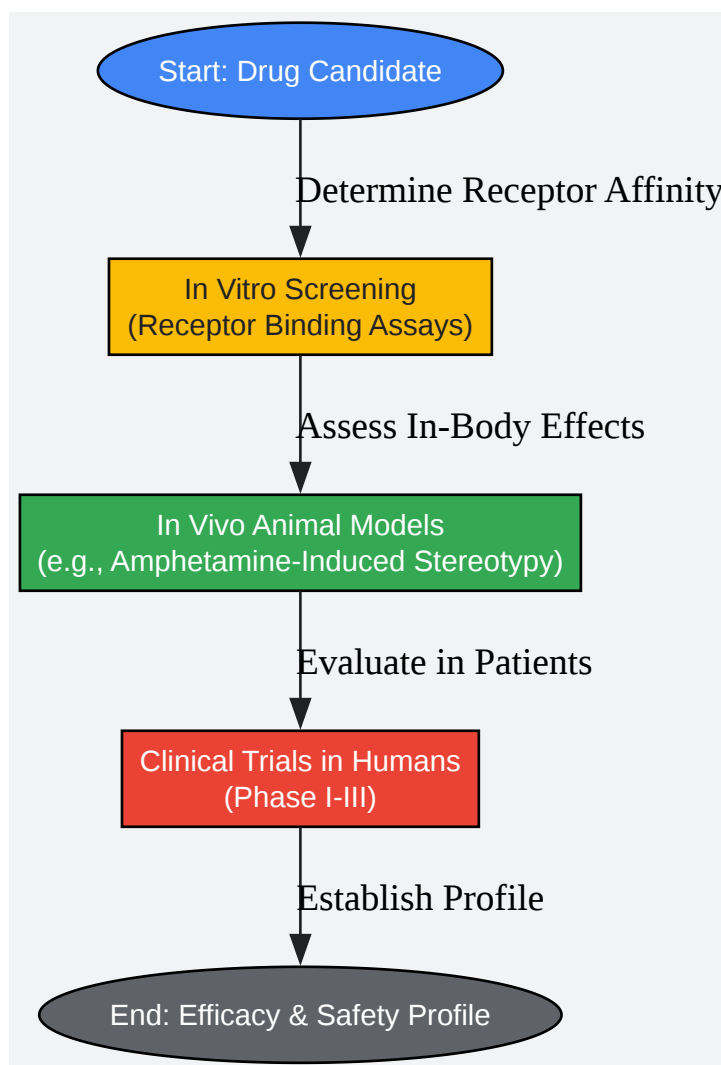 Start: Drug Candidate
Determine Receptor Affinity
In Vitro Screening
(Receptor Binding Assays)
Assess In-Body Effects
In Vivo Animal Models
(e.g., Amphetamine-Induced Stereotypy)
Evaluate in Patients
Clinical Trials in Humans
(Phase I-III)
Establish Profile
End: Efficacy & Safety Profile